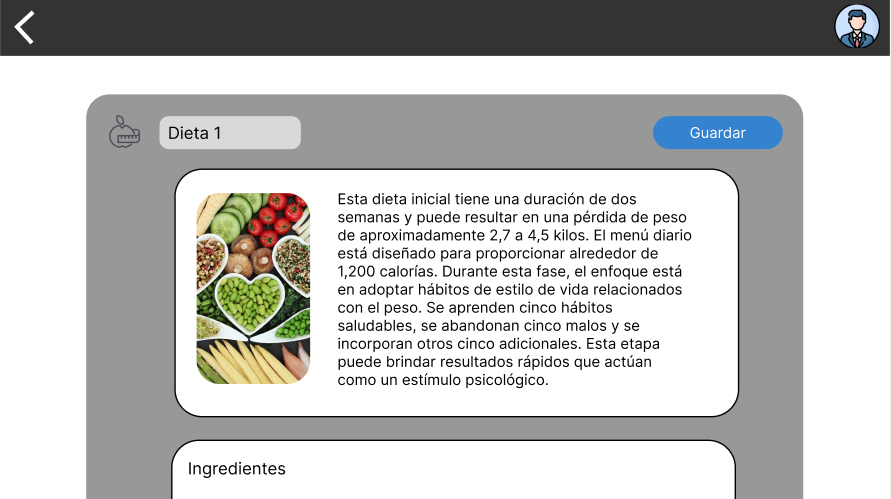 Dieta 1
Guardar
Esta dieta inicial tiene una duración de dos
semanas y puede resultar en una pérdida de peso
de aproximadamente 2,7 a 4,5 kilos. El menú diario
está diseñado para proporcionar alrededor de
1,200 calorías. Durante esta fase, el enfoque está
en adoptar hábitos de estilo de vida relacionados
con el peso. Se aprenden cinco hábitos
saludables, se abandonan cinco malos y se
incorporan otros cinco adicionales. Esta etapa
puede brindar resultados rápidos que actúan
como un estímulo psicológico.
Ingredientes